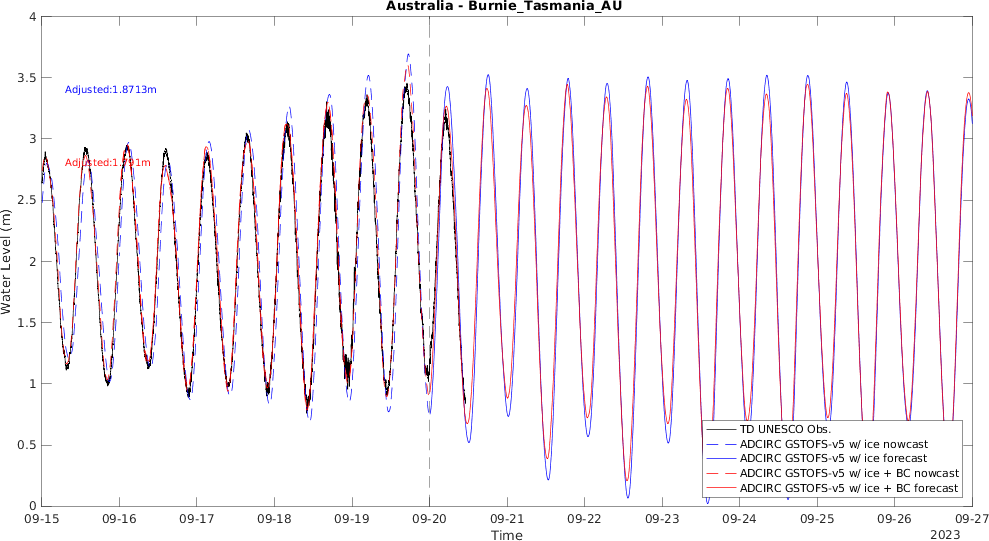 Australia - Burnie_Tasmania_AU
4
3.5
3
2.5
2
1.5
1
0.5
0
Water Level (m)
Adjusted:1.8713m
TD UNESCO Obs.
ADCIRC GSTOFS-v5 w/ ice nowcast
ADCIRC GSTOFS-v5 w/ ice forecast
ADCIRC GSTOFS-v5 w/ ice + BC nowcast
ADCIRC GSTOFS-v5 w/ ice + BC forecast
09-15 09-16 09-17 09-18 09-19 09-20 09-21 09-22 09-23 09-24 09-25 09-26 09-27
Time
2023